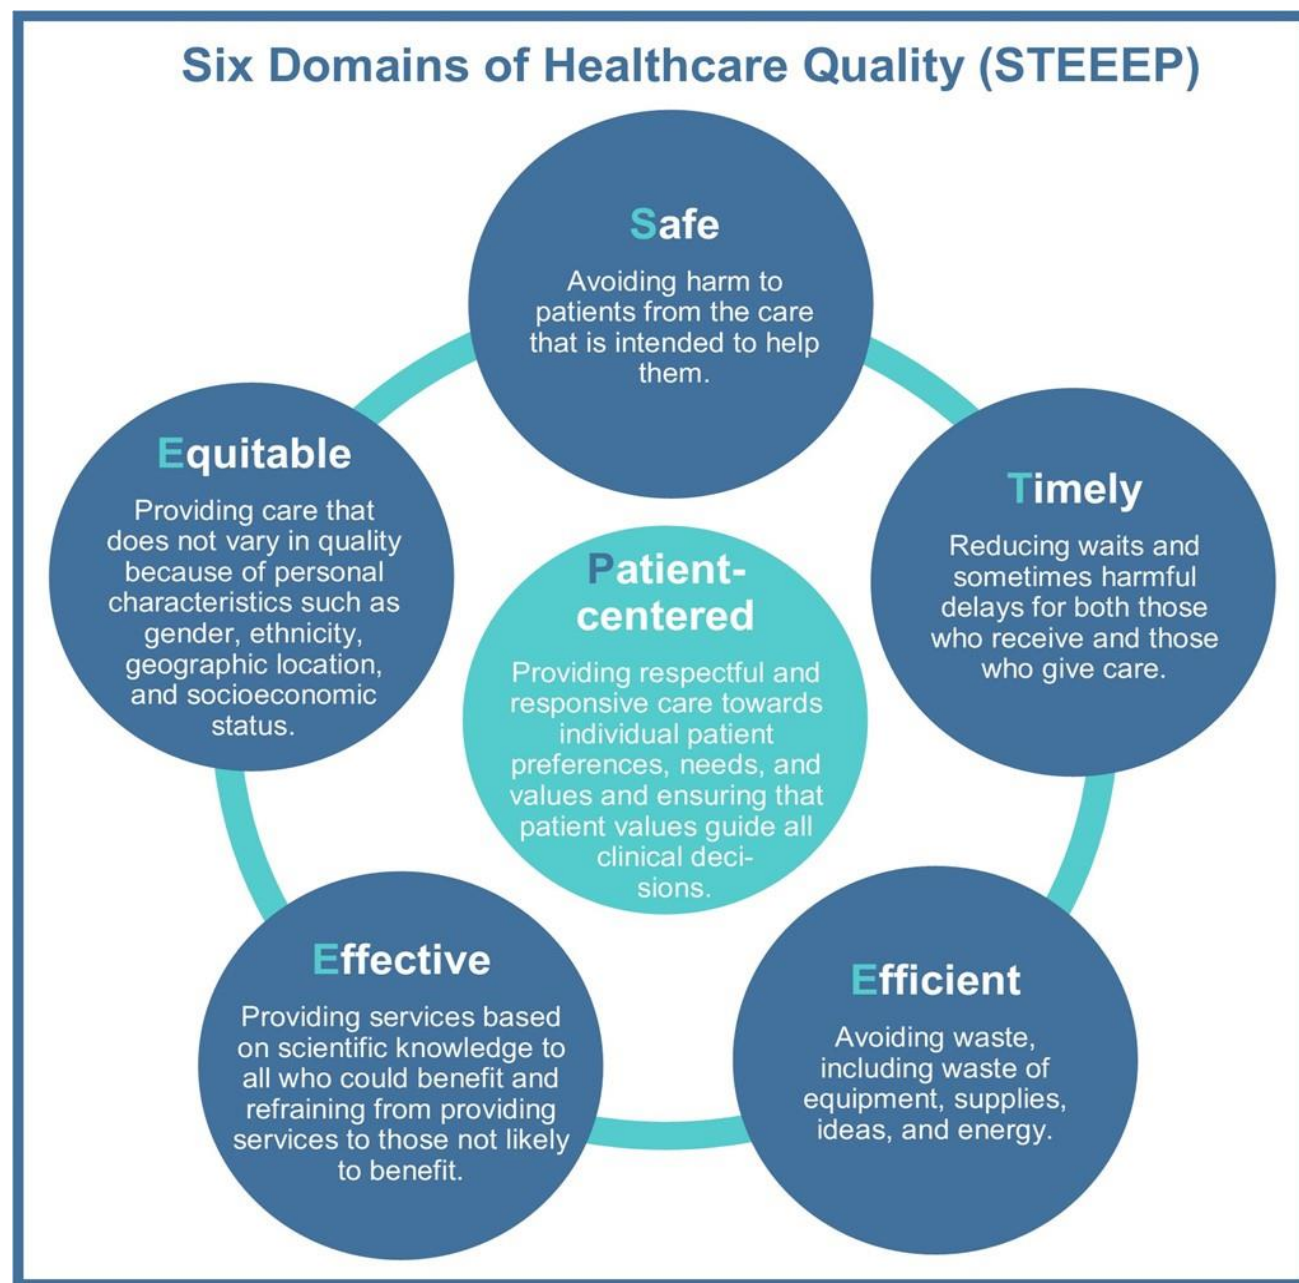 Six Domains of Healthcare Quality (STEEEP)
Safe
Avoiding harm to
patients from the care
that is intended to help
them.
Timely
Reducing waits and
sometimes harmful
delays for both those
who receive and those
who give care.
Efficient
Avoiding waste,
including waste of
equipment, supplies,
ideas, and energy.
Effective
Providing services based
on scientific knowledge to
all who could benefit and
refraining from providing
services to those not likely
to benefit.
Equitable
Providing care that
does not vary in quality
because of personal
characteristics such as
gender, ethnicity,
geographic location,
and socioeconomic
status.
Patient-
centered
Providing respectful and
responsive care towards
individual patient
preferences, needs, and
values and ensuring that
patient values guide all
clinical deci-
sions.